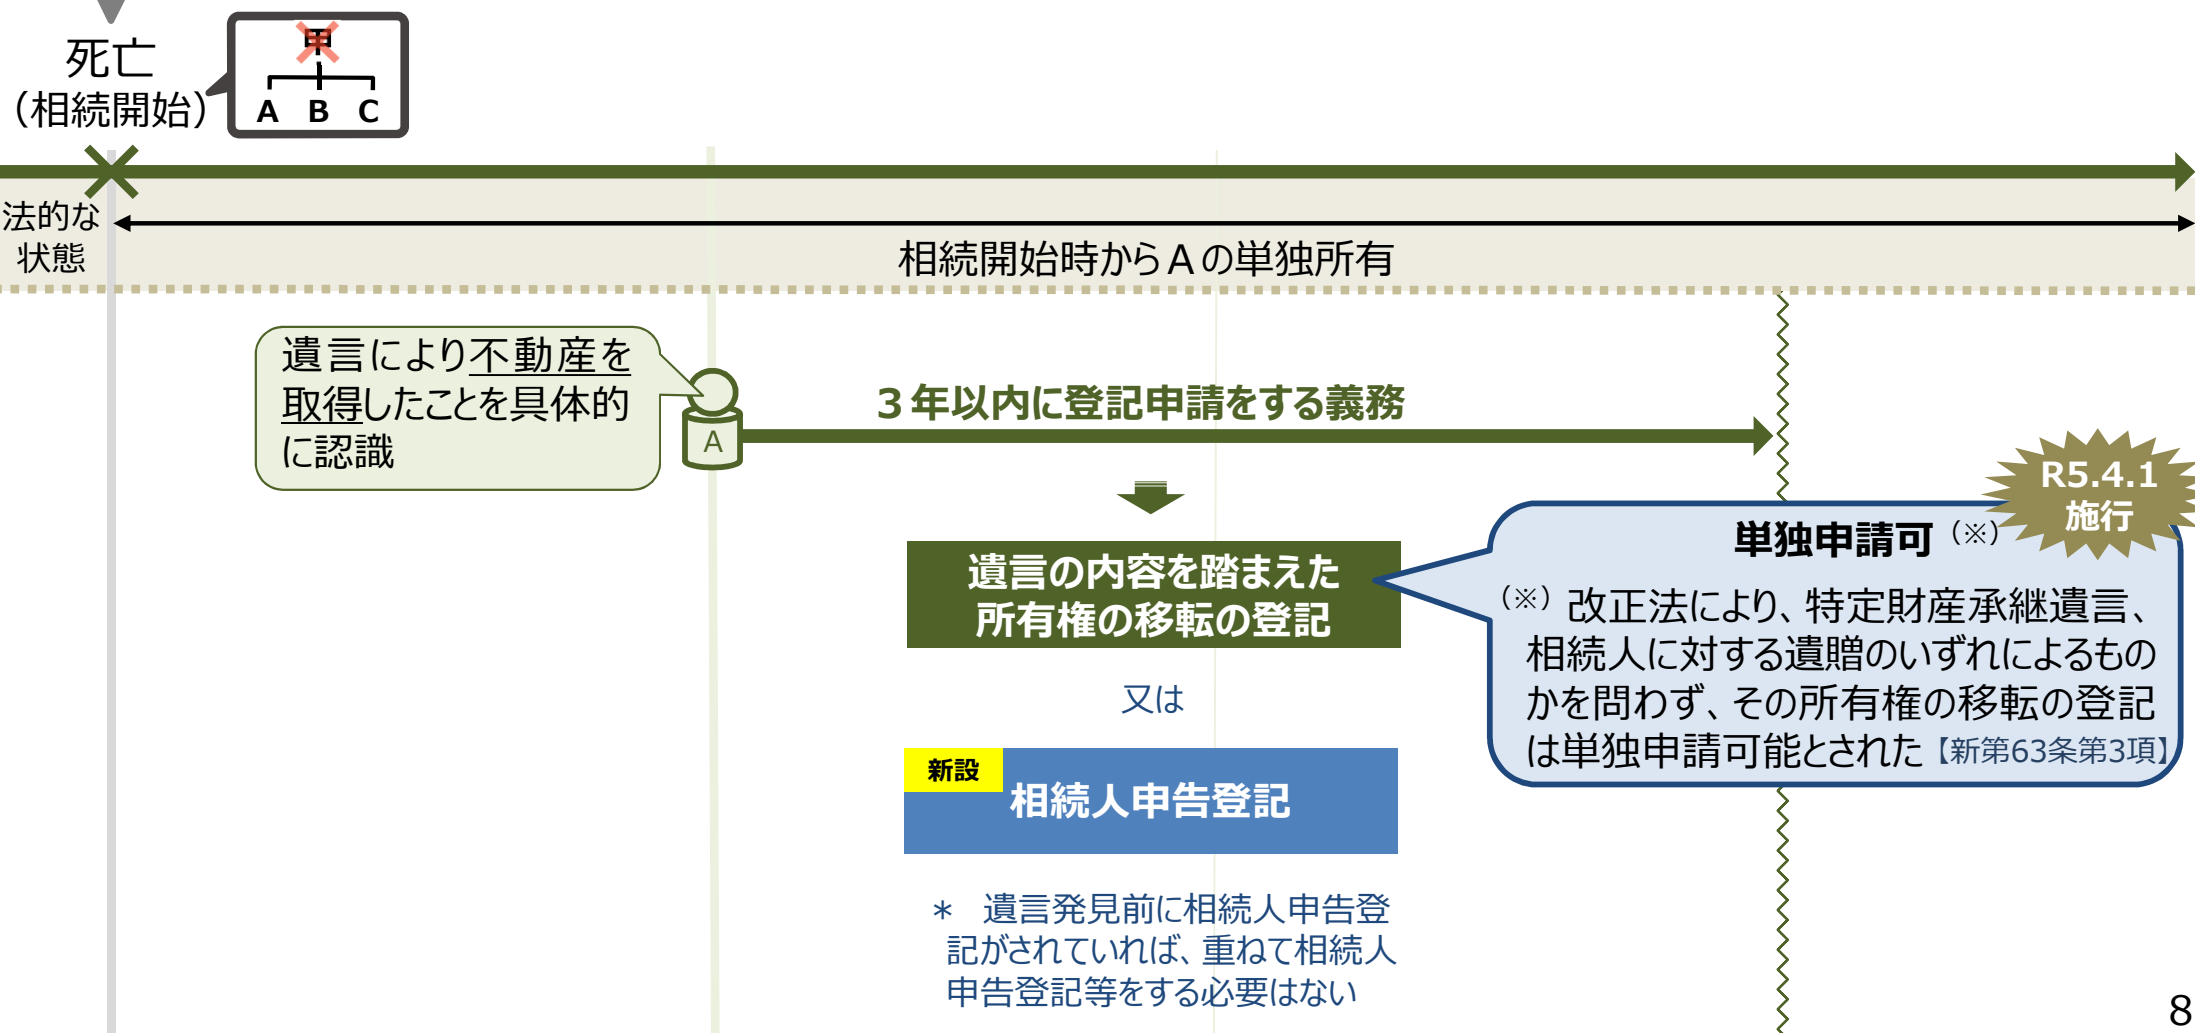 死亡
（相続開始）
甲
A B C
法的な
状態
相続開始時からAの単独所有
遺言により不動産を
取得したことを具体的
に認識
A
３年以内に登記申請をする義務
遺言の内容を踏まえた
所有権の移転の登記
R5.4.1
施行
単独申請可（※）
（※）改正法により、特定財産承継遺言、
相続人に対する遺贈のいずれによるもの
かを問わず、その所有権の移転の登記
は単独申請可能とされた【新第63条第3項】
又は
新設
相続人申告登記
＊　遺言発見前に相続人申告登
記がされていれば、重ねて相続人
申告登記等をする必要はない
8